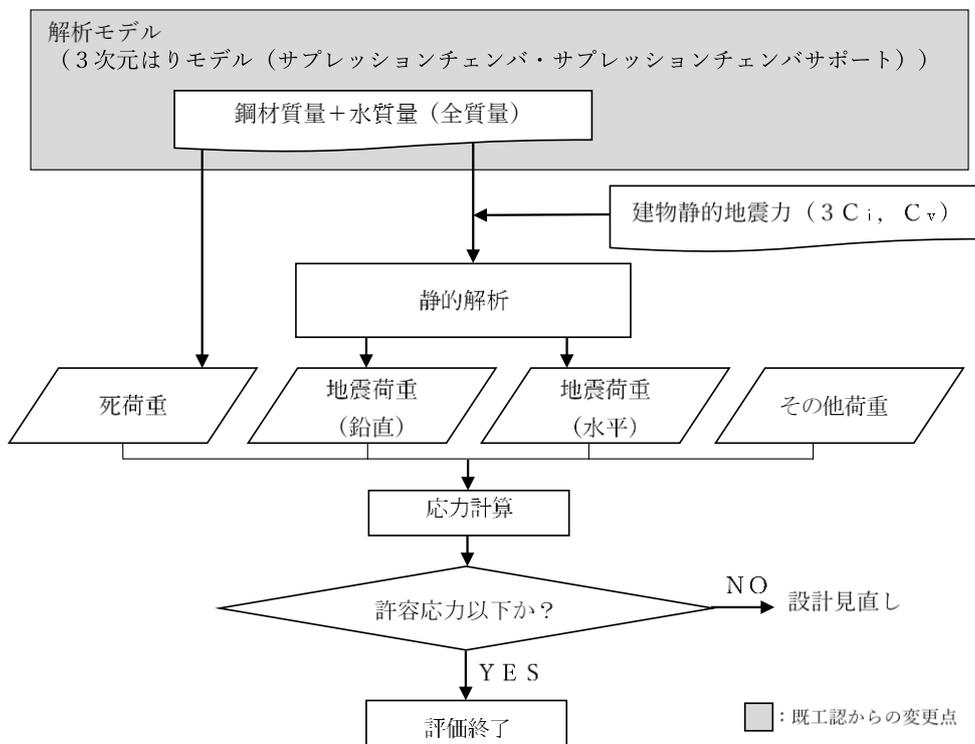 解析モデル
（３次元はりモデル（サプレッションチェンバ・サプレッションチェンバサポート））
鋼材質量＋水質量（全質量）
建物静的地震力（３Ｃｉ，Ｃｖ）
静的解析
死荷重
地震荷重
（鉛直）
地震荷重
（水平）
その他荷重
応力計算
許容応力以下か？
ＮＯ
設計見直し
ＹＥＳ
評価終了
：既工認からの変更点